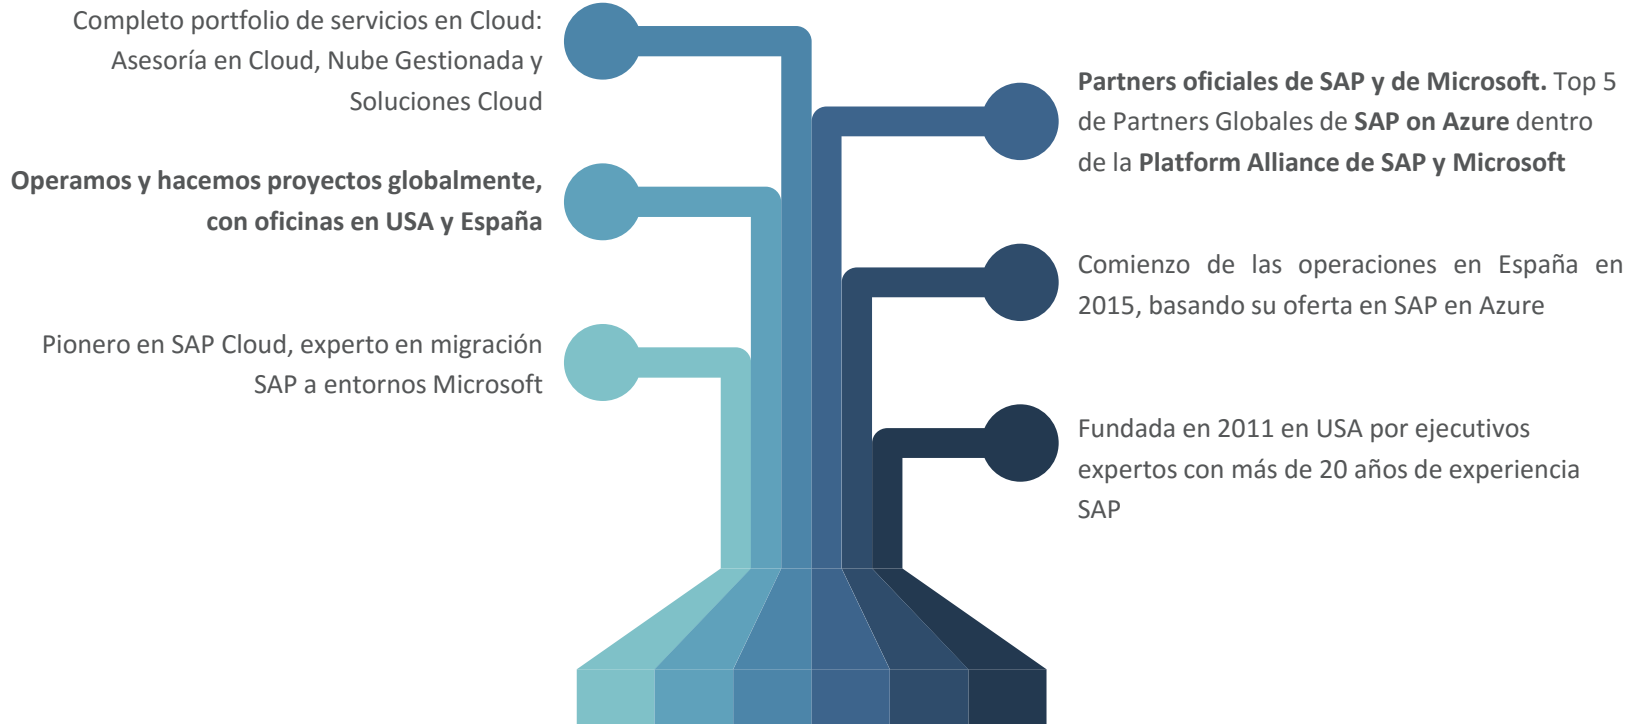 Completo portfolio de servicios en Cloud:
Asesoría en Cloud, Nube Gestionada y
Soluciones Cloud
Operamos y hacemos proyectos globalmente,
con oficinas en USA y España
Pionero en SAP Cloud, experto en migración
SAP a entornos Microsoft
Partners oficiales de SAP y de Microsoft. Top 5
de Partners Globales de SAP on Azure dentro
de la Platform Alliance de SAP y Microsoft
Comienzo de las operaciones en España en
2015, basando su oferta en SAP en Azure
Fundada en 2011 en USA por ejecutivos
expertos con más de 20 años de experiencia
SAP